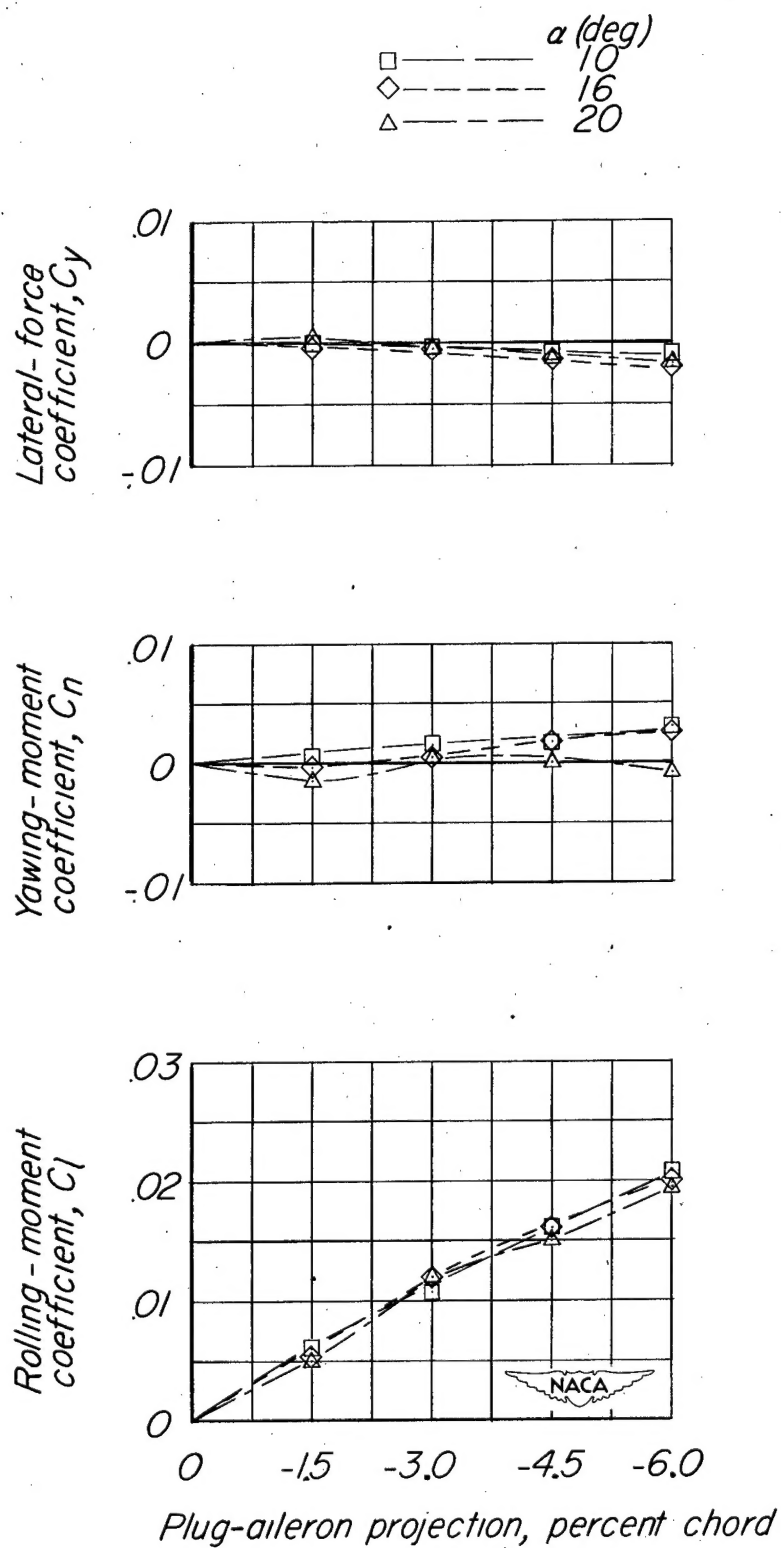 α (deg)
10
16
20
.01
0
-.01
Lateral-force
coefficient, Cy
.01
0
-.01
Yawing-moment
coefficient, Cn
.03
.02
.01
0
Rolling-moment
coefficient, Cl
NACA
0 -1.5 -3.0 -4.5 -6.0
Plug-aileron projection, percent chord